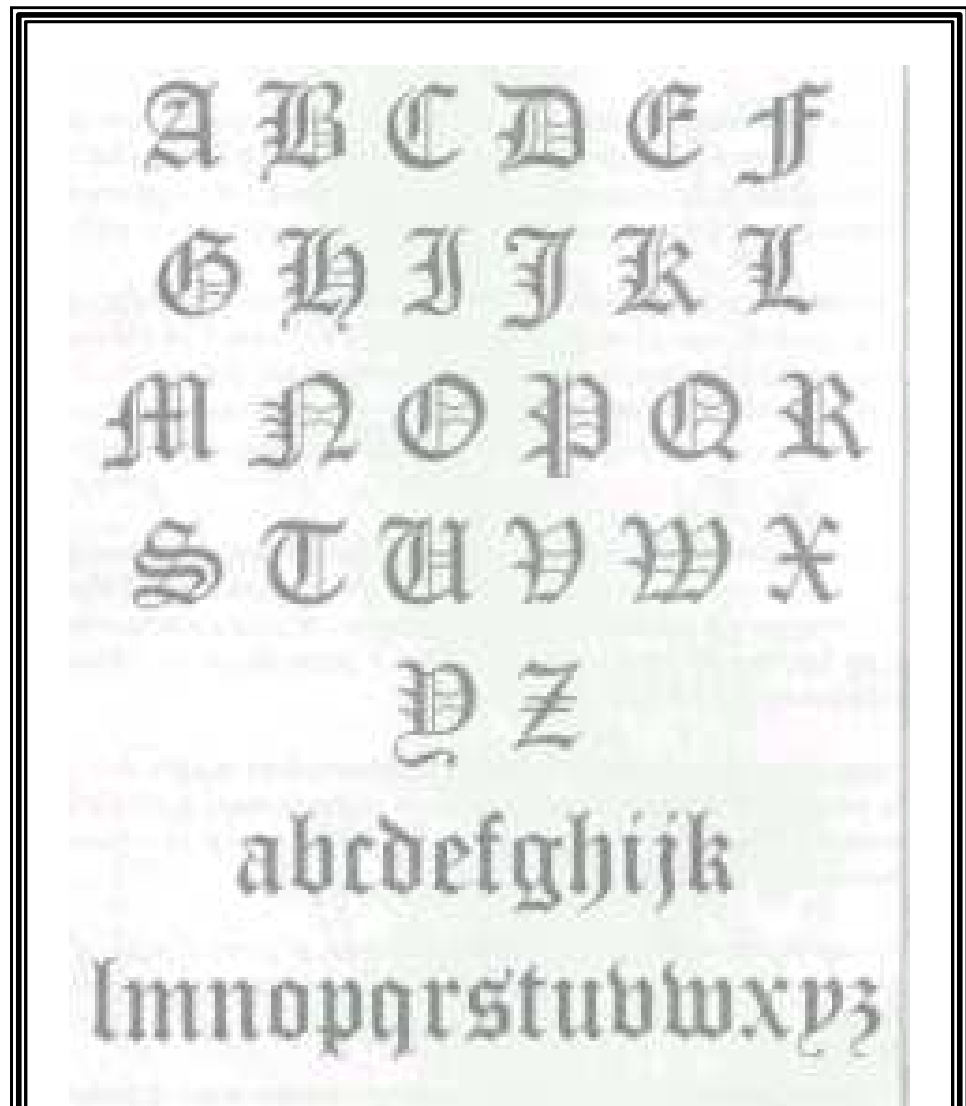 A B C D E F
G H I J K L
M N O P Q R
S T U V W X
Y Z
abcdefghijk
lmnopqrstuvwxyz